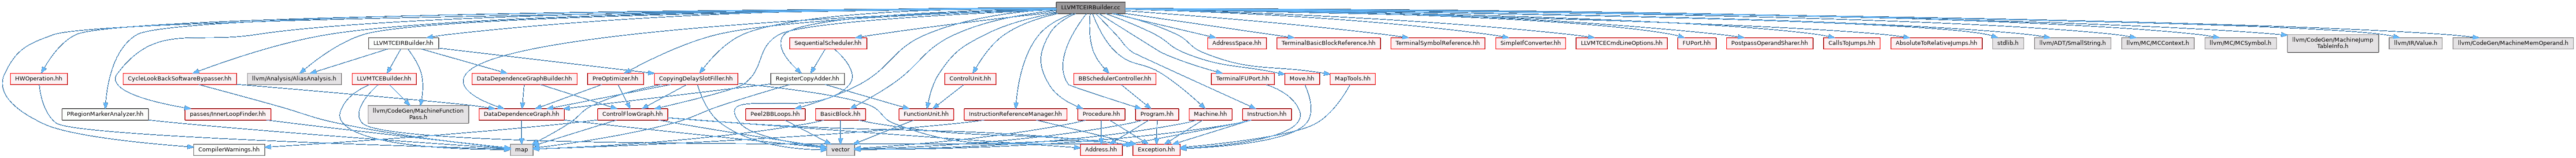 LLVMTCEIRBuilder.cc
LLVMTCEIRBuilder.hh
SequentialScheduler.hh
AddressSpace.hh
TerminalBasicBlockReference.hh
TerminalSymbolReference.hh
SimpleIfConverter.hh
LLVMTCECmdLineOptions.hh
FUPort.hh
PostpassOperandSharer.hh
CallsToJumps.hh
AbsoluteToRelativeJumps.hh
stdlib.h
llvm/ADT/SmallString.h
llvm/MC/MCContext.h
llvm/MC/MCSymbol.h
llvm/CodeGen/MachineJump
TableInfo.h
llvm/IR/Value.h
llvm/CodeGen/MachineMemOperand.h
HWOperation.hh
CycleLookBackSoftwareBypasser.hh
llvm/Analysis/AliasAnalysis.h
LLVMTCEBuilder.hh
DataDependenceGraphBuilder.hh
PreOptimizer.hh
CopyingDelaySlotFiller.hh
RegisterCopyAdder.hh
ControlUnit.hh
BBSchedulerController.hh
TerminalFUPort.hh
Move.hh
MapTools.hh
PRegionMarkerAnalyzer.hh
passes/InnerLoopFinder.hh
llvm/CodeGen/MachineFunction
Pass.h
DataDependenceGraph.hh
ControlFlowGraph.hh
Peel2BBLoops.hh
BasicBlock.hh
FunctionUnit.hh
InstructionReferenceManager.hh
Procedure.hh
Program.hh
Machine.hh
Instruction.hh
CompilerWarnings.hh
map
vector
Address.hh
Exception.hh